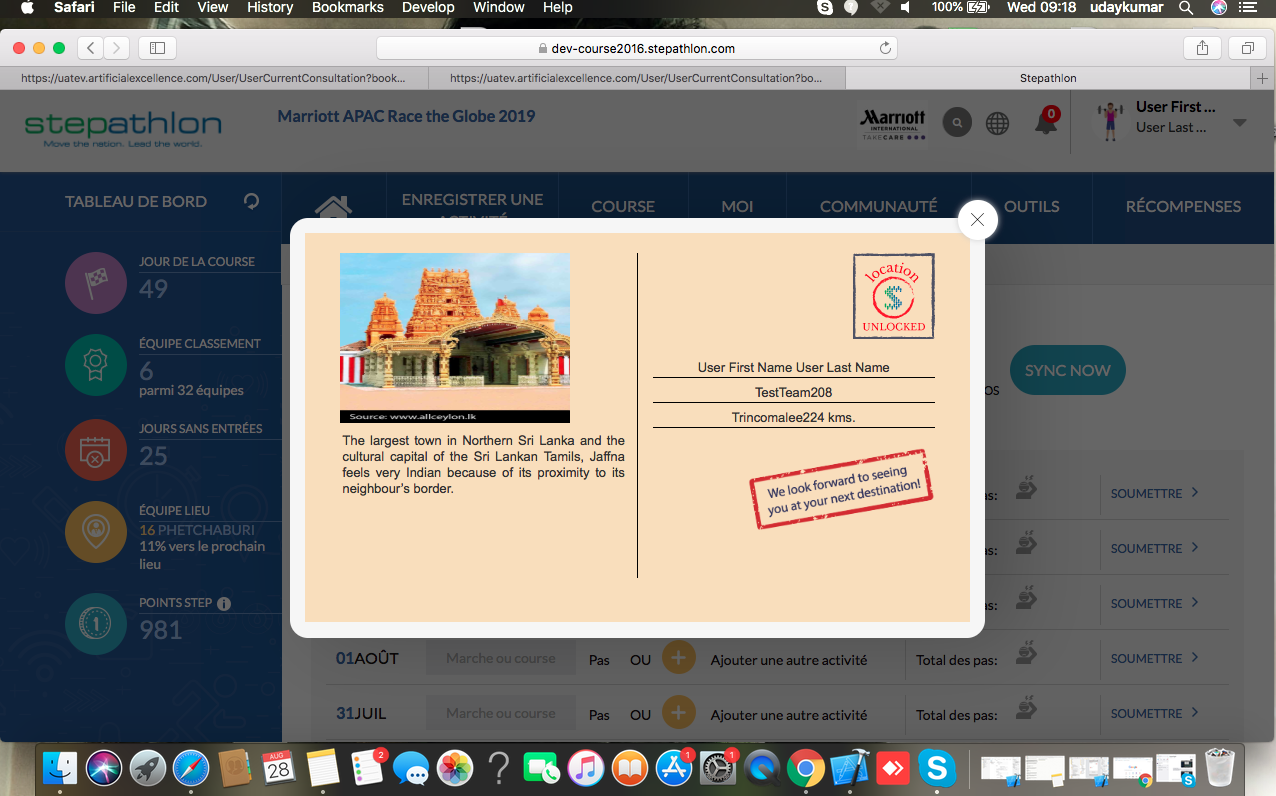 Safari File Edit View History Bookmarks Develop Window Help 100% Wed 09:18 udaykumar
dev-course2016.stepathlon.com
https://uatev.artificialexcellence.com/User/UserCurrentConsultation?book... https://uatev.artificialexcellence.com/User/UserCurrentConsultation?bo... Stepathlon
stepathlon
Move the nation. Lead the world.
Marriott APAC Race the Globe 2019
Marriott
INTERNATIONAL
TAKECARE
0
User First ...
User Last ...
TABLEAU DE BORD
ENREGISTRER UNE
ACTIVITÉ
COURSE
MOI
COMMUNAUTÉ
OUTILS
RÉCOMPENSES
JOUR DE LA COURSE
49
ÉQUIPE CLASSEMENT
6
parmi 32 équipes
JOURS SANS ENTRÉES
25
ÉQUIPE LIEU
16 PHETCHABURI
11% vers le prochain
lieu
POINTS STEP i
1
981
Source: www.allceylon.lk
The largest town in Northern Sri Lanka and the
cultural capital of the Sri Lankan Tamils, Jaffna
feels very Indian because of its proximity to its
neighbour's border.
location
UNLOCKED
User First Name User Last Name
TestTeam208
Trincomalee224 kms.
We look forward to seeing
you at your next destination!
SYNC NOW
OS
as: SOUMETTRE
as: SOUMETTRE
as: SOUMETTRE
01AOÛT Marche ou course Pas OU + Ajouter une autre activité Total des pas: SOUMETTRE
31JUIL Marche ou course Pas OU + Ajouter une autre activité Total des pas: SOUMETTRE
AUG
28
2
1
1